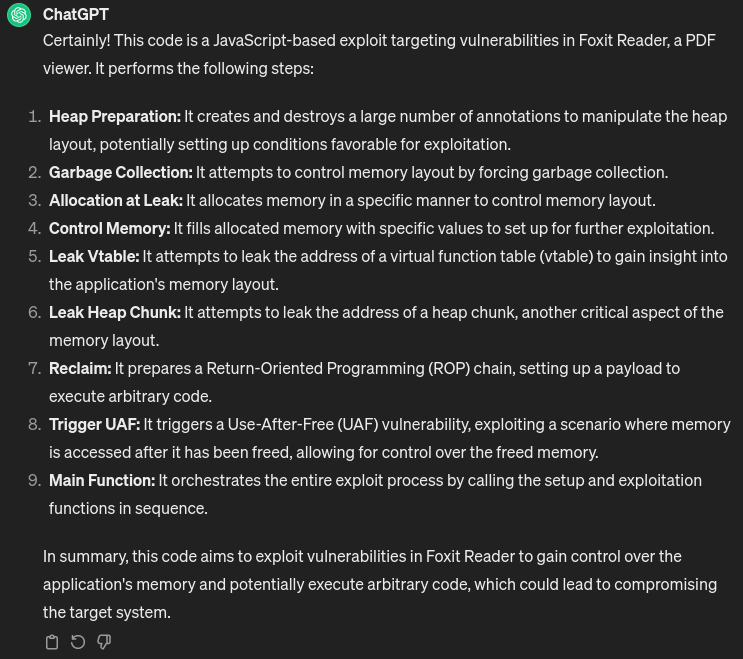 ChatGPT
Certainly! This code is a JavaScript-based exploit targeting vulnerabilities in Foxit Reader, a PDF
viewer. It performs the following steps:
1. Heap Preparation: It creates and destroys a large number of annotations to manipulate the heap
layout, potentially setting up conditions favorable for exploitation.
2. Garbage Collection: It attempts to control memory layout by forcing garbage collection.
3. Allocation at Leak: It allocates memory in a specific manner to control memory layout.
4. Control Memory: It fills allocated memory with specific values to set up for further exploitation.
5. Leak Vtable: It attempts to leak the address of a virtual function table (vtable) to gain insight into
the application's memory layout.
6. Leak Heap Chunk: It attempts to leak the address of a heap chunk, another critical aspect of the
memory layout.
7. Reclaim: It prepares a Return-Oriented Programming (ROP) chain, setting up a payload to
execute arbitrary code.
8. Trigger UAF: It triggers a Use-After-Free (UAF) vulnerability, exploiting a scenario where memory
is accessed after it has been freed, allowing for control over the freed memory.
9. Main Function: It orchestrates the entire exploit process by calling the setup and exploitation
functions in sequence.
In summary, this code aims to exploit vulnerabilities in Foxit Reader to gain control over the
application's memory and potentially execute arbitrary code, which could lead to compromising
the target system.